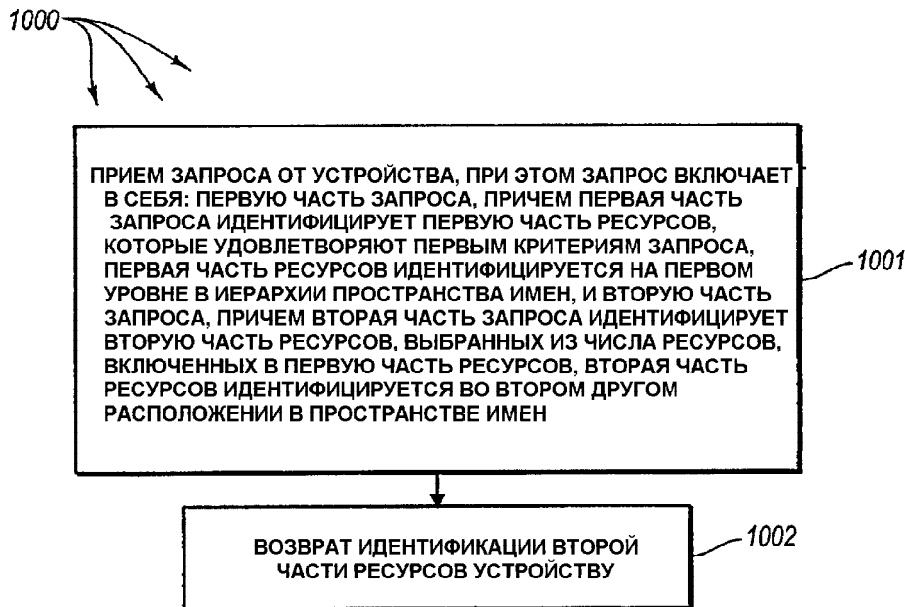 1000
ПРИЕМ ЗАПРОСА ОТ УСТРОЙСТВА, ПРИ ЭТОМ ЗАПРОС ВКЛЮЧАЕТ
В СЕБЯ: ПЕРВУЮ ЧАСТЬ ЗАПРОСА, ПРИЧЕМ ПЕРВАЯ ЧАСТЬ
ЗАПРОСА ИДЕНТИФИЦИРУЕТ ПЕРВУЮ ЧАСТЬ РЕСУРСОВ,
КОТОРЫЕ УДОВЛЕТВОРЯЮТ ПЕРВЫМ КРИТЕРИЯМ ЗАПРОСА,
ПЕРВАЯ ЧАСТЬ РЕСУРСОВ ИДЕНТИФИЦИРУЕТСЯ НА ПЕРВОМ
УРОВНЕ В ИЕРАРХИИ ПРОСТРАНСТВА ИМЕН, И ВТОРУЮ ЧАСТЬ
ЗАПРОСА, ПРИЧЕМ ВТОРАЯ ЧАСТЬ ЗАПРОСА ИДЕНТИФИЦИРУЕТ
ВТОРУЮ ЧАСТЬ РЕСУРСОВ, ВЫБРАННЫХ ИЗ ЧИСЛА РЕСУРСОВ,
ВКЛЮЧЕННЫХ В ПЕРВУЮ ЧАСТЬ РЕСУРСОВ, ВТОРАЯ ЧАСТЬ
РЕСУРСОВ ИДЕНТИФИЦИРУЕТСЯ ВО ВТОРОМ ДРУГОМ
РАСПОЛОЖЕНИИ В ПРОСТРАНСТВЕ ИМЕН
1001
ВОЗВРАТ ИДЕНТИФИКАЦИИ ВТОРОЙ
ЧАСТИ РЕСУРСОВ УСТРОЙСТВУ
1002